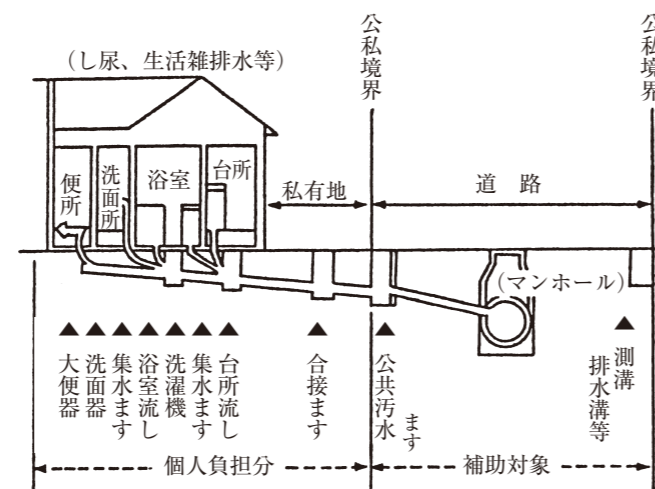 公私境界
公私境界
（し尿、生活雑排水等）
便所
洗面所
浴室
台所
私有地
道 路
（マンホール）
大便器
洗面器
集水ます
浴室流し
洗濯機
集水ます
台所流し
合接ます
公共汚水ます
測溝
排水溝等
個人負担分
補助対象